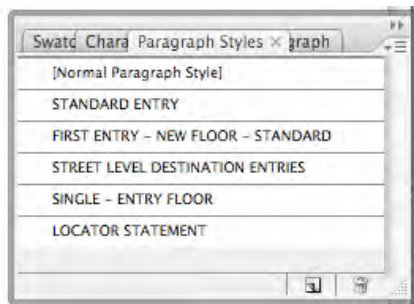 Swatc Chara Paragraph Styles × graph
[Normal Paragraph Style]
STANDARD ENTRY
FIRST ENTRY – NEW FLOOR – STANDARD
STREET LEVEL DESTINATION ENTRIES
SINGLE – ENTRY FLOOR
LOCATOR STATEMENT